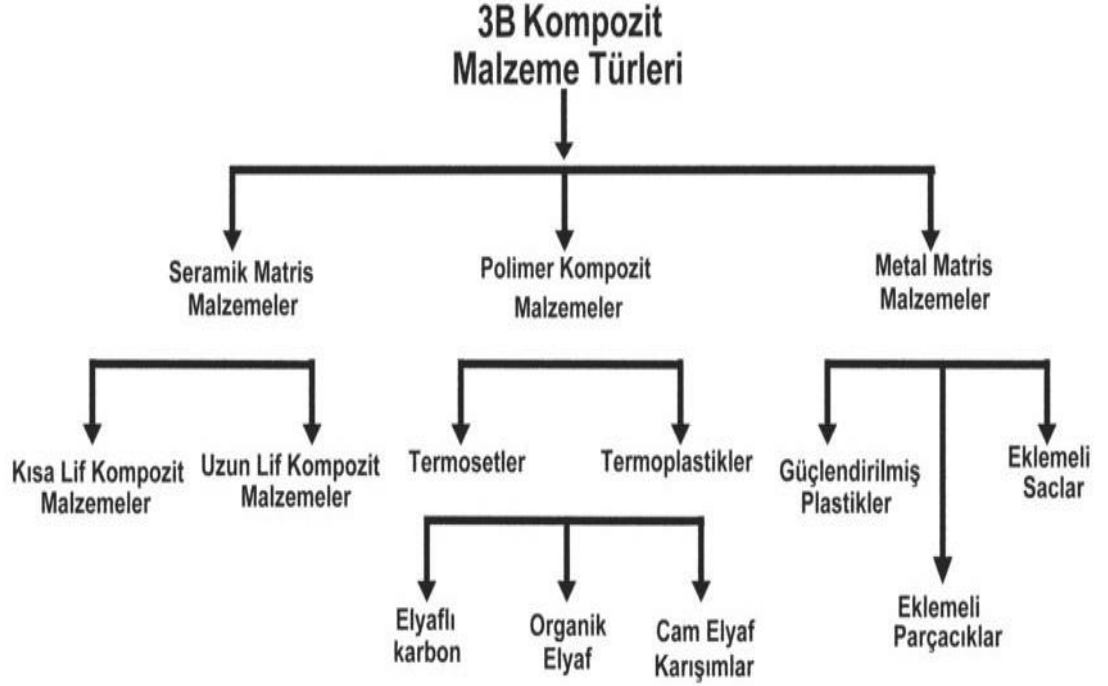 3B Kompozit
Malzeme Türleri
Seramik Matris
Malzemeler
Polimer Kompozit
Malzemeler
Metal Matris
Malzemeler
Kısa Lif Kompozit
Malzemeler
Uzun Lif Kompozit
Malzemeler
Termosetler
Termoplastikler
Güçlendirilmiş
Plastikler
Eklemeli
Saclar
Elyaflı
karbon
Organik
Elyaf
Cam Elyaf
Karışımlar
Eklemeli
Parçacıklar